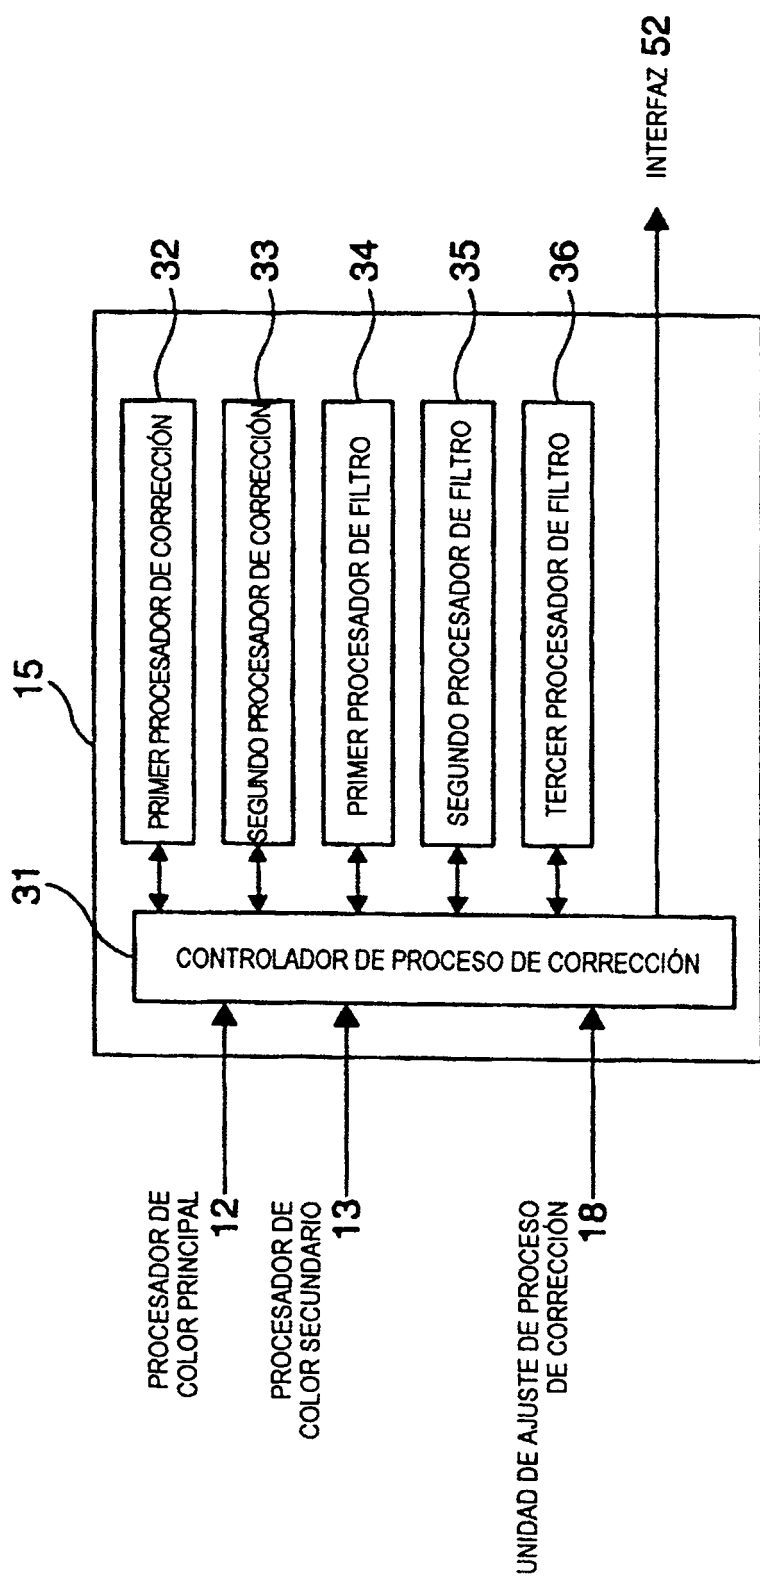 15
31
PRIMER PROCESADOR DE CORRECCIÓN
32
SEGUNDO PROCESADOR DE CORRECCIÓN
33
PRIMER PROCESADOR DE FILTRO
34
SEGUNDO PROCESADOR DE FILTRO
35
TERCER PROCESADOR DE FILTRO
36
CONTROLADOR DE PROCESO DE CORRECCIÓN
PROCESADOR DE
COLOR PRINCIPAL
12
PROCESADOR DE
COLOR SECUNDARIO
13
UNIDAD DE AJUSTE DE PROCESO
DE CORRECCIÓN
18
INTERFAZ 52